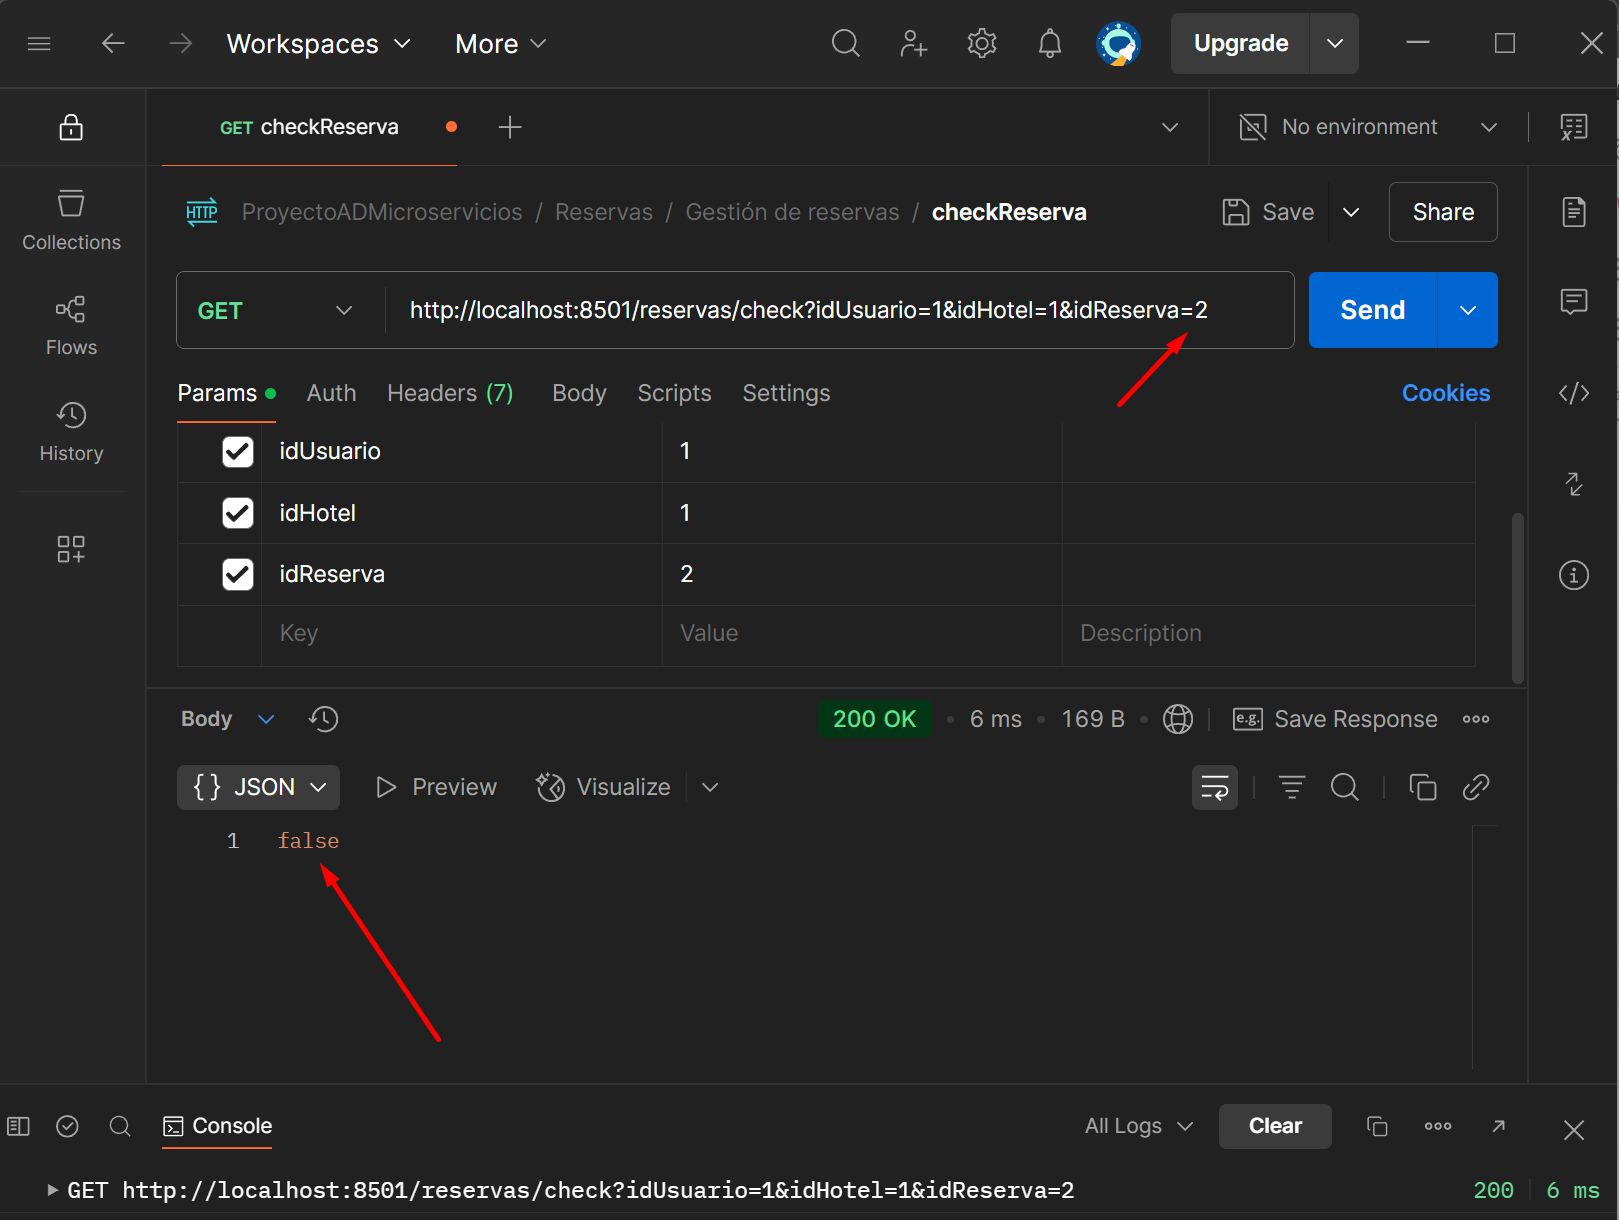 Workspaces More Upgrade
GET checkReserva No environment
ProyectoADMicroservicios / Reservas / Gestión de reservas / checkReserva Save Share
HTTP
GET http://localhost:8501/reservas/check?idUsuario=1&idHotel=1&idReserva=2 Send
Collections
Flows
History
Params Auth Headers (7) Body Scripts Settings Cookies
idUsuario 1
idHotel 1
idReserva 2
Key Value Description
Body 200 OK 6 ms 169 B e.g. Save Response
{ } JSON Preview Visualize
1 false
Console All Logs Clear
GET http://localhost:8501/reservas/check?idUsuario=1&idHotel=1&idReserva=2 200 6 ms